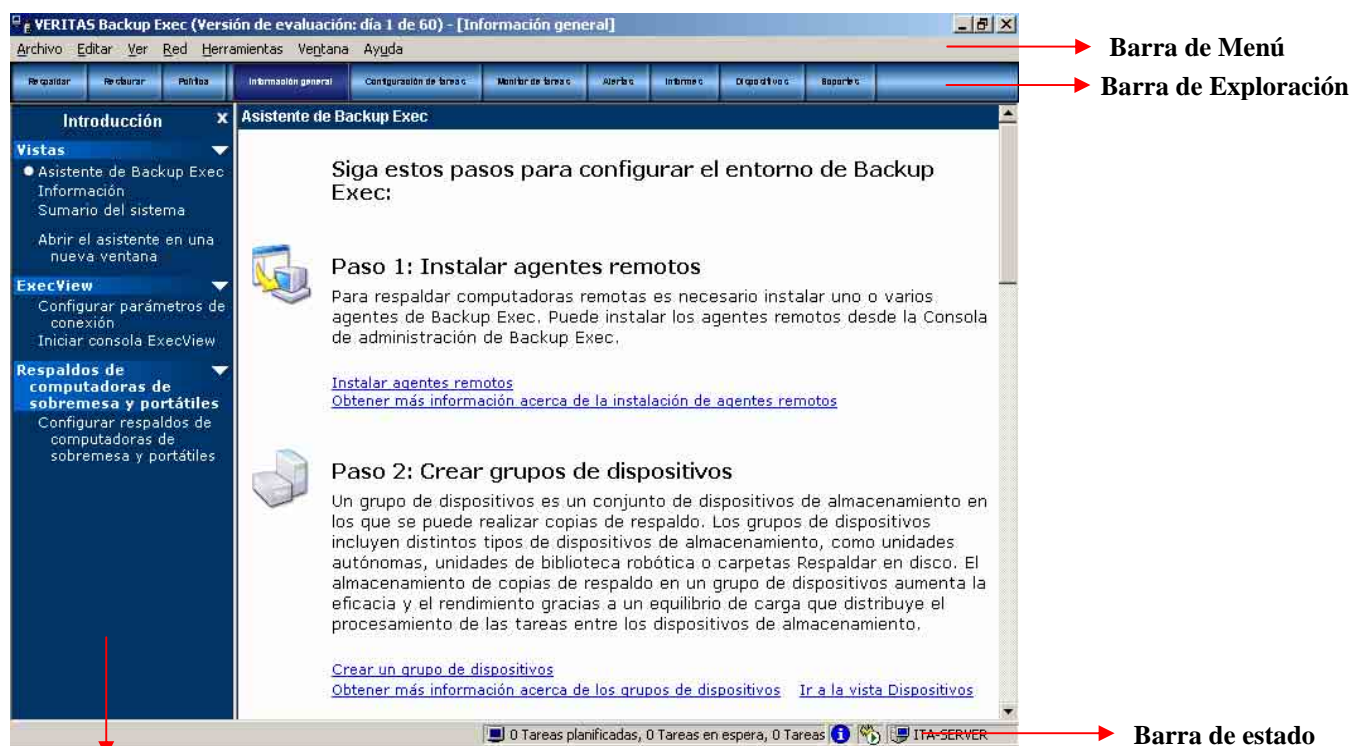 VERITAS Backup Exec (Versión de evaluación: día 1 de 60) - [Información general]
Archivo Editar Ver Red Herramientas Ventana Ayuda
Barra de Menú
Respaldar Restaurar Política Información general Configuración de tareas Monitor de tareas Alertas Informes Dispositivos Soportes
Barra de Exploración
Introducción x
Vistas
Asistente de Backup Exec
Información
Sumario del sistema
Abrir el asistente en una
nueva ventana
ExecView
Configurar parámetros de
conexión
Iniciar consola ExecView
Respaldos de
computadoras de
sobremesa y portátiles
Configurar respaldos de
computadoras de
sobremesa y portátiles
Asistente de Backup Exec
Siga estos pasos para configurar el entorno de Backup
Exec:
Paso 1: Instalar agentes remotos
Para respaldar computadoras remotas es necesario instalar uno o varios
agentes de Backup Exec. Puede instalar los agentes remotos desde la Consola
de administración de Backup Exec.
Instalar agentes remotos
Obtener más información acerca de la instalación de agentes remotos
Paso 2: Crear grupos de dispositivos
Un grupo de dispositivos es un conjunto de dispositivos de almacenamiento en
los que se puede realizar copias de respaldo. Los grupos de dispositivos
incluyen distintos tipos de dispositivos de almacenamiento, como unidades
autónomas, unidades de biblioteca robótica o carpetas Respaldar en disco. El
almacenamiento de copias de respaldo en un grupo de dispositivos aumenta la
eficacia y el rendimiento gracias a un equilibrio de carga que distribuye el
procesamiento de las tareas entre los dispositivos de almacenamiento.
Crear un grupo de dispositivos
Obtener más información acerca de los grupos de dispositivos Ir a la vista Dispositivos
0 Tareas planificadas, 0 Tareas en espera, 0 Tareas ITA-SERVER
Barra de estado